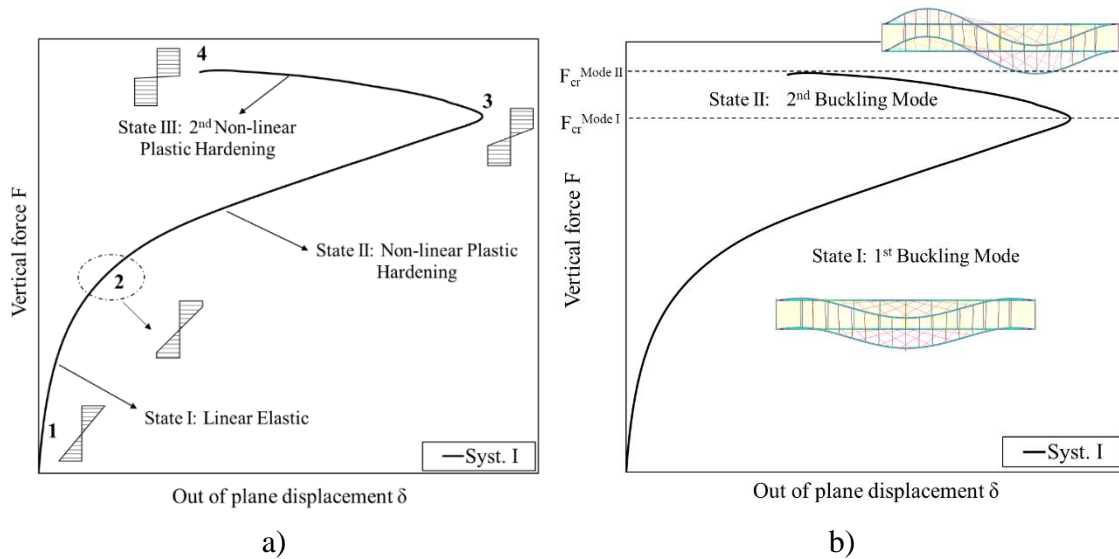 4
3
State III: 2nd Non-linear
Plastic Hardening
State II: Non-linear Plastic
Hardening
2
State I: Linear Elastic
1
Syst. I
Vertical force F
Out of plane displacement δ
a)
Fcr Mode II
State II: 2nd Buckling Mode
Fcr Mode I
State I: 1st Buckling Mode
Syst. I
Vertical force F
Out of plane displacement δ
b)